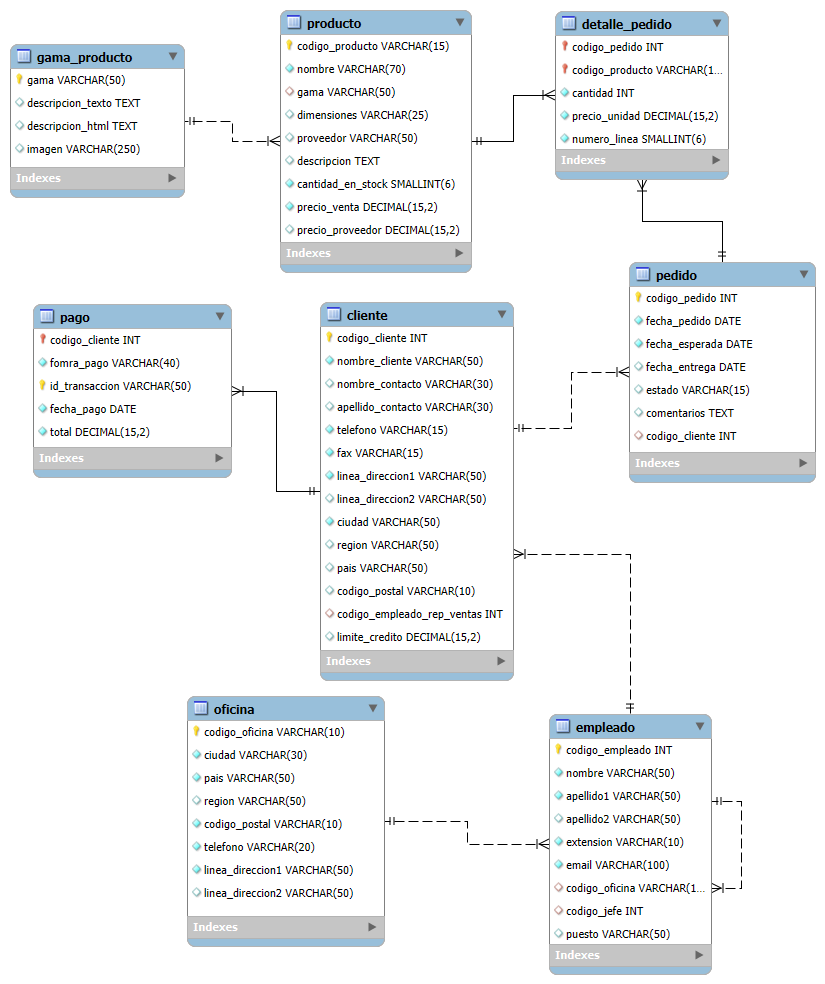 gama_producto
gama VARCHAR(50)
descripcion_texto TEXT
descripcion_html TEXT
imagen VARCHAR(250)
Indexes
producto
codigo_producto VARCHAR(15)
nombre VARCHAR(70)
gama VARCHAR(50)
dimensiones VARCHAR(25)
proveedor VARCHAR(50)
descripcion TEXT
cantidad_en_stock SMALLINT(6)
precio_venta DECIMAL(15,2)
precio_proveedor DECIMAL(15,2)
Indexes
detalle_pedido
codigo_pedido INT
codigo_producto VARCHAR(1...
cantidad INT
precio_unidad DECIMAL(15,2)
numero_linea SMALLINT(6)
Indexes
pago
codigo_cliente INT
fomra_pago VARCHAR(40)
id_transaccion VARCHAR(50)
fecha_pago DATE
total DECIMAL(15,2)
Indexes
cliente
codigo_cliente INT
nombre_cliente VARCHAR(50)
nombre_contacto VARCHAR(30)
apellido_contacto VARCHAR(30)
telefono VARCHAR(15)
fax VARCHAR(15)
linea_direccion1 VARCHAR(50)
linea_direccion2 VARCHAR(50)
ciudad VARCHAR(50)
region VARCHAR(50)
pais VARCHAR(50)
codigo_postal VARCHAR(10)
codigo_empleado_rep_ventas INT
limite_credito DECIMAL(15,2)
Indexes
pedido
codigo_pedido INT
fecha_pedido DATE
fecha_esperada DATE
fecha_entrega DATE
estado VARCHAR(15)
comentarios TEXT
codigo_cliente INT
Indexes
oficina
codigo_oficina VARCHAR(10)
ciudad VARCHAR(30)
pais VARCHAR(50)
region VARCHAR(50)
codigo_postal VARCHAR(10)
telefono VARCHAR(20)
linea_direccion1 VARCHAR(50)
linea_direccion2 VARCHAR(50)
Indexes
empleado
codigo_empleado INT
nombre VARCHAR(50)
apellido1 VARCHAR(50)
apellido2 VARCHAR(50)
extension VARCHAR(10)
email VARCHAR(100)
codigo_oficina VARCHAR(1...
codigo_jefe INT
puesto VARCHAR(50)
Indexes